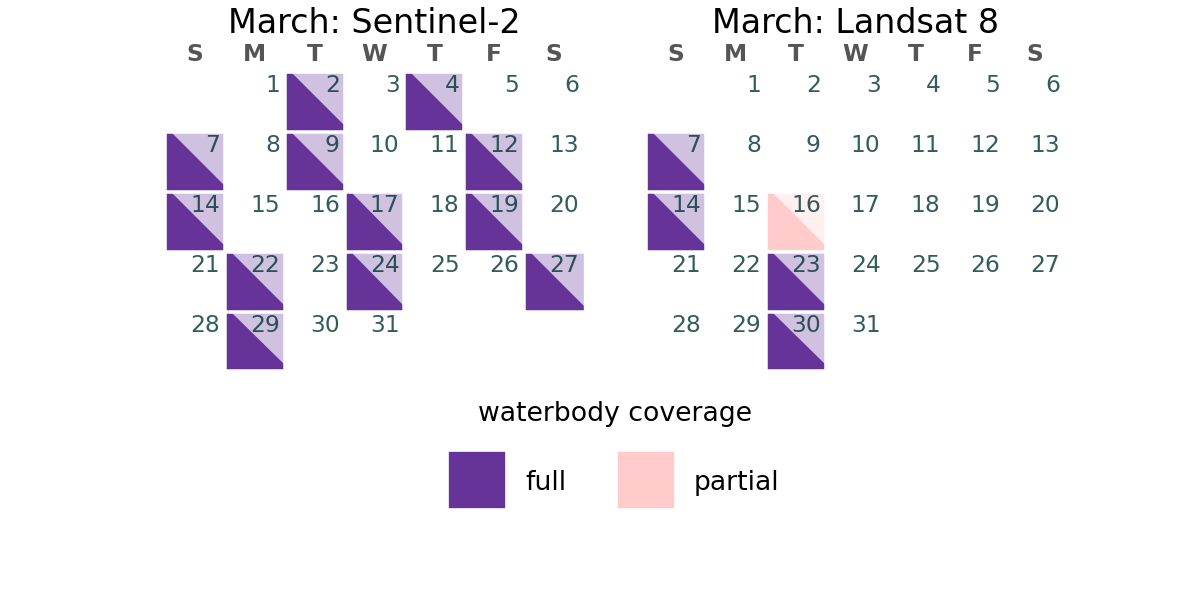 March: Sentinel-2
S M T W T F S
1 2 3 4 5 6
7 8 9 10 11 12 13
14 15 16 17 18 19 20
21 22 23 24 25 26 27
28 29 30 31
March: Landsat 8
S M T W T F S
1 2 3 4 5 6
7 8 9 10 11 12 13
14 15 16 17 18 19 20
21 22 23 24 25 26 27
28 29 30 31
waterbody coverage
full partial